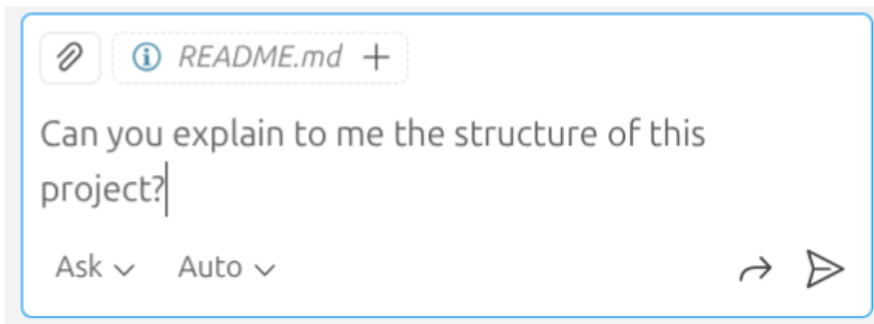 README.md
Can you explain to me the structure of this
project?
Ask Auto